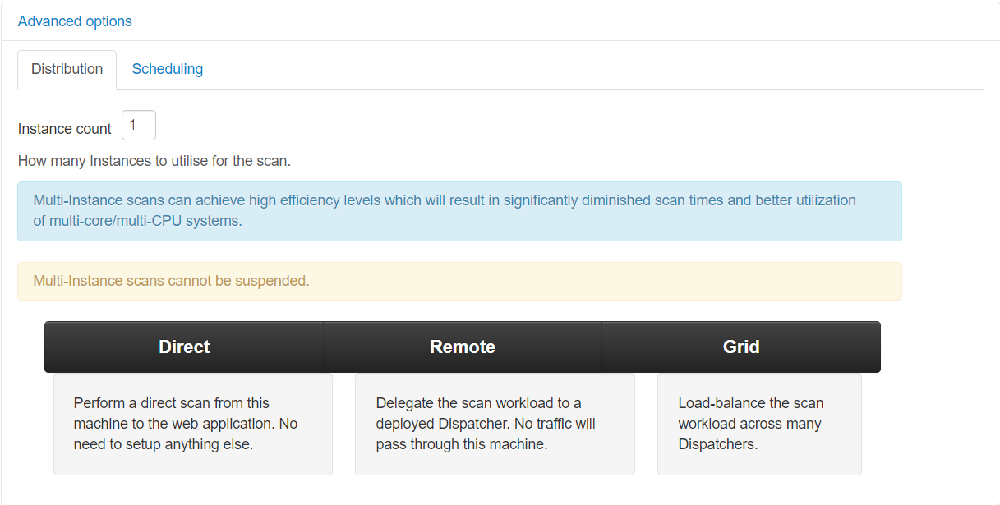 Advanced options
Distribution
Scheduling
Instance count 1
How many Instances to utilise for the scan.
Multi-Instance scans can achieve high efficiency levels which will result in significantly diminished scan times and better utilization
of multi-core/multi-CPU systems.
Multi-Instance scans cannot be suspended.
Direct
Remote
Grid
Perform a direct scan from this
machine to the web application. No
need to setup anything else.
Delegate the scan workload to a
deployed Dispatcher. No traffic will
pass through this machine.
Load-balance the scan
workload across many
Dispatchers.